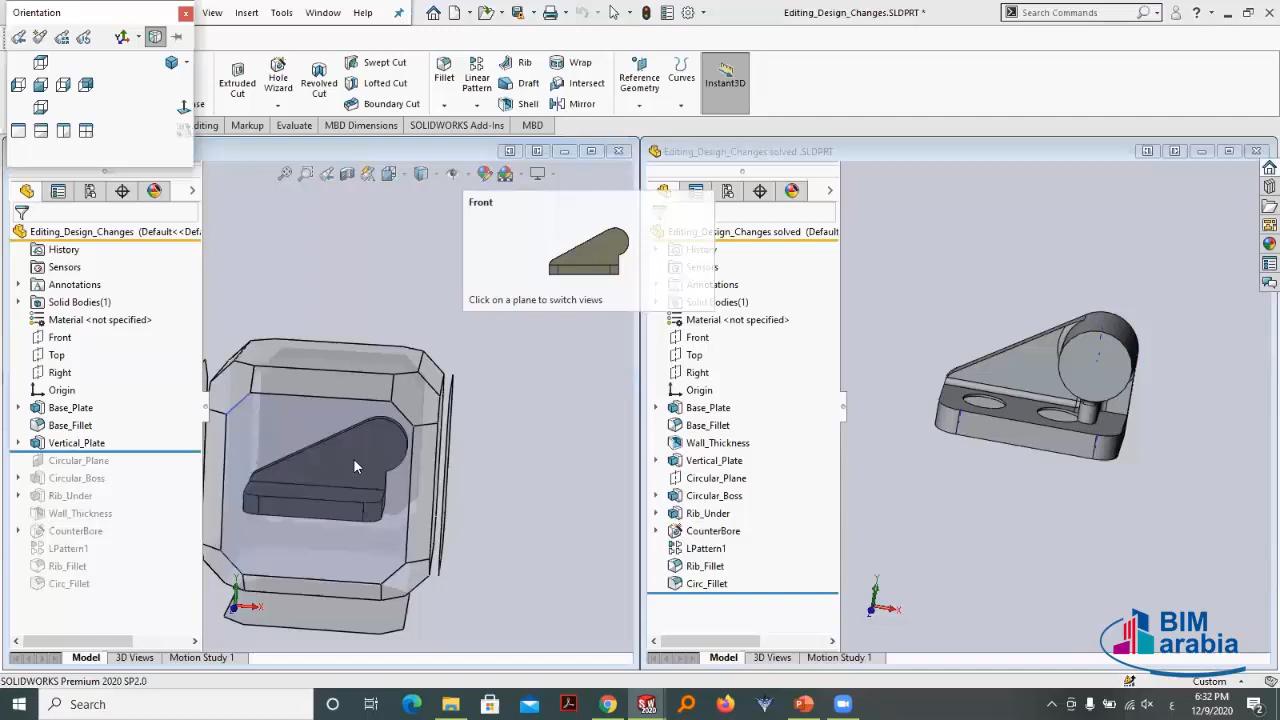 Orientation
View
Insert
Tools
Window
Help
Editing_Design_Changes.SLDPRT *
Search Commands
Extruded Cut
Hole Wizard
Revolved Cut
Swept Cut
Lofted Cut
Boundary Cut
Fillet
Linear Pattern
Rib
Draft
Shell
Wrap
Intersect
Mirror
Reference Geometry
Curves
Instant3D
Markup
Evaluate
MBD Dimensions
SOLIDWORKS Add-Ins
MBD
Editing_Design_Changes solved .SLDPRT
Editing_Design_Changes (Default<<Def
History
Sensors
Annotations
Solid Bodies(1)
Material <not specified>
Front
Top
Right
Origin
Base_Plate
Base_Fillet
Vertical_Plate
Circular_Plane
Circular_Boss
Rib_Under
Wall_Thickness
CounterBore
LPattern1
Rib_Fillet
Circ_Fillet
Front
Click on a plane to switch views
Editing_Design_Changes solved (Default
History
Sensors
Annotations
Solid Bodies(1)
Material <not specified>
Front
Top
Right
Origin
Base_Plate
Base_Fillet
Wall_Thickness
Vertical_Plate
Circular_Plane
Circular_Boss
Rib_Under
CounterBore
LPattern1
Rib_Fillet
Circ_Fillet
Y
X
Z
Y
X
Z
BIM
arabia
Model
3D Views
Motion Study 1
Model
3D Views
Motion Study 1
SOLIDWORKS Premium 2020 SP2.0
Custom
Search
6:32 PM
12/9/2020